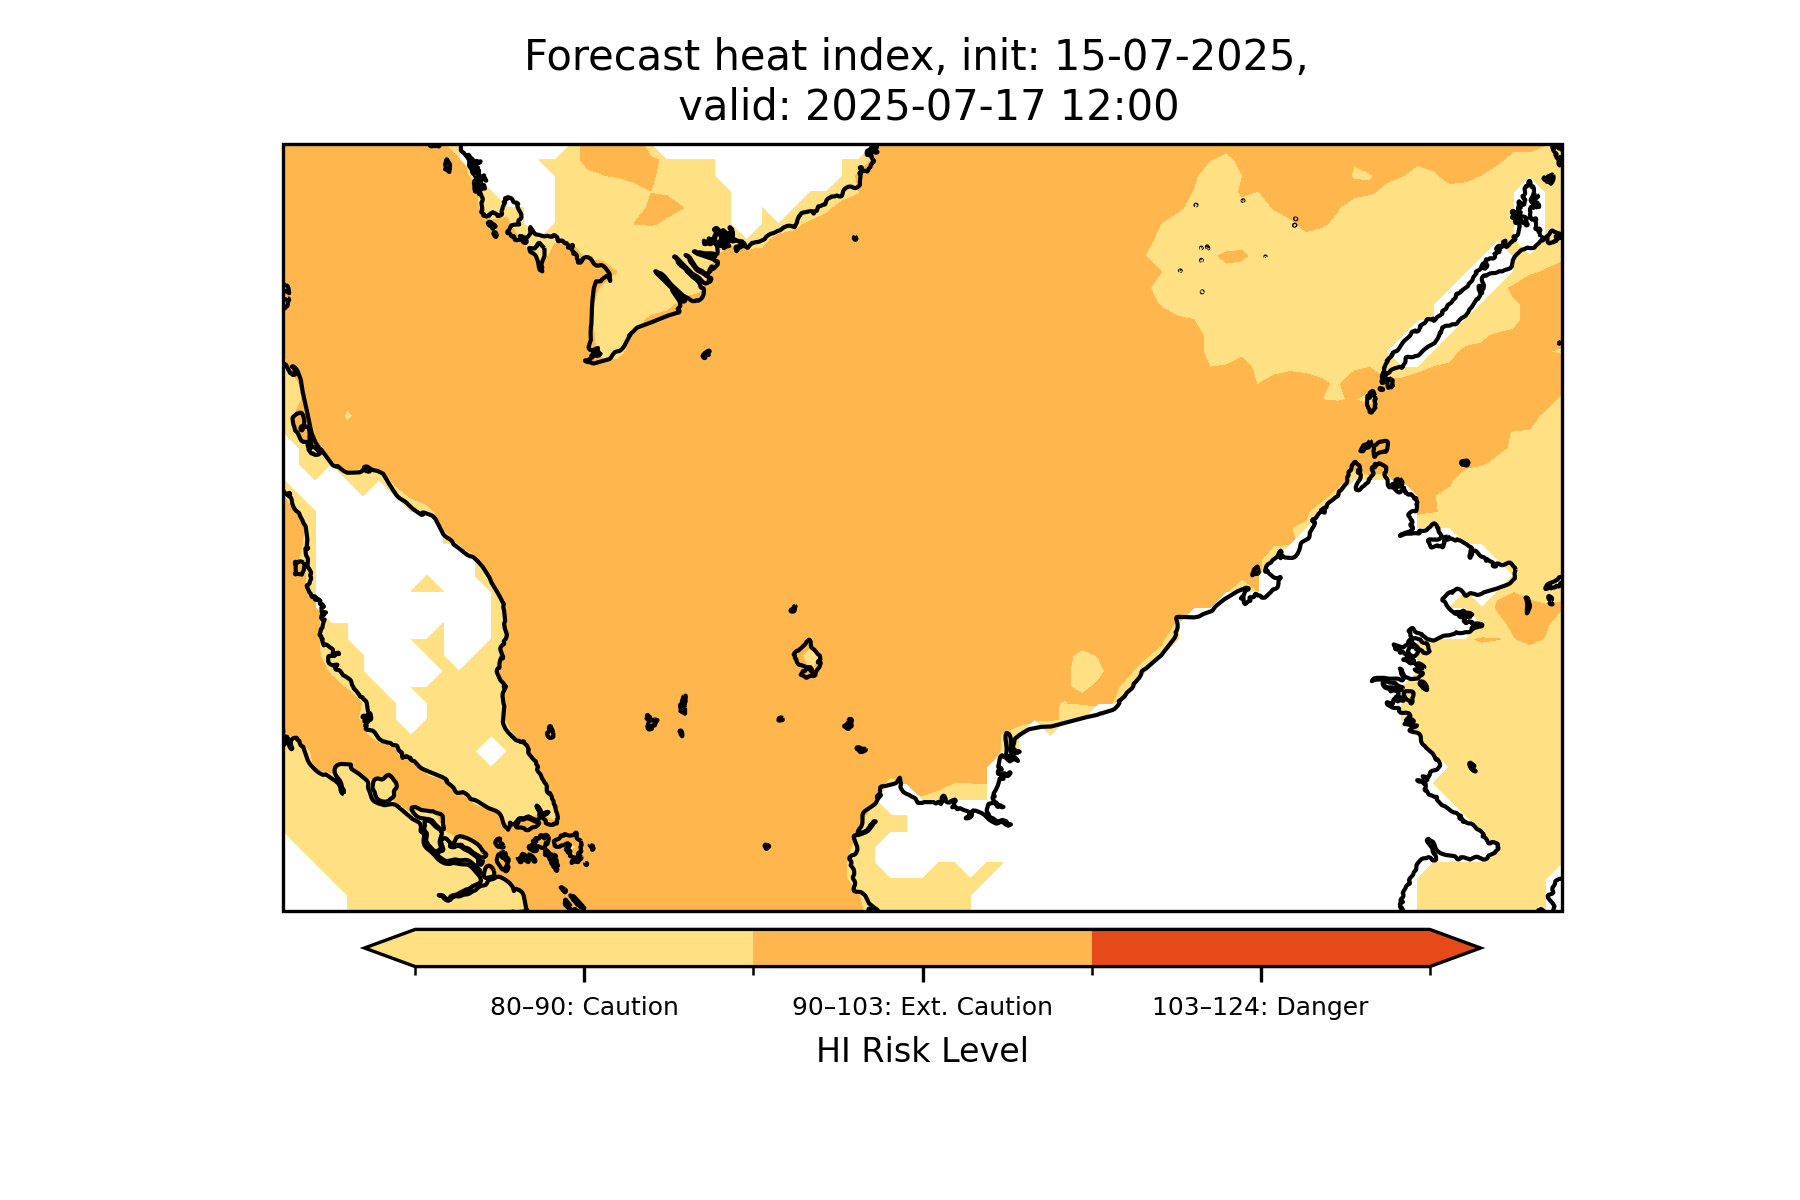 Forecast heat index, init: 15-07-2025,
valid: 2025-07-17 12:00
80–90: Caution
90–103: Ext. Caution
103–124: Danger
HI Risk Level